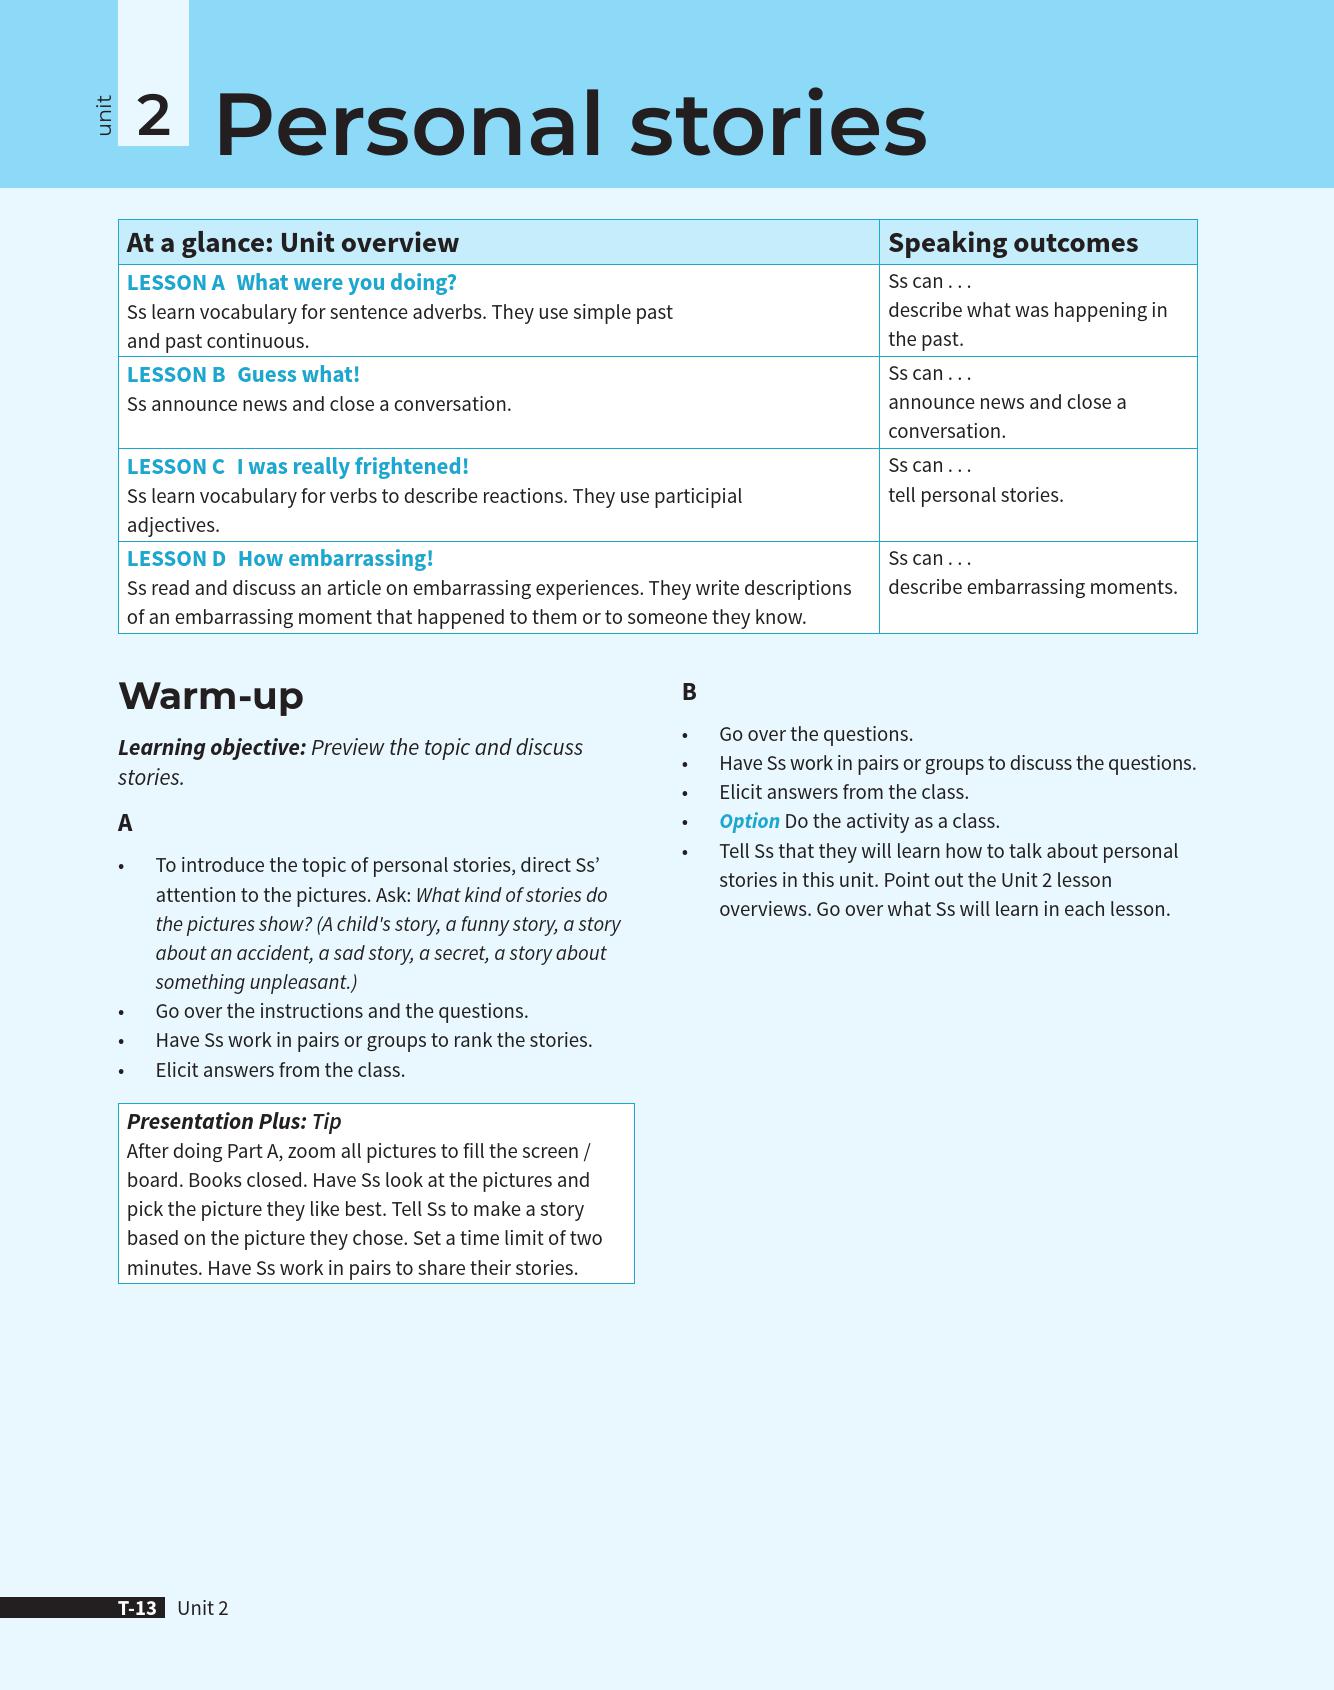 unit
2
Personal stories
At a glance: Unit overview
Speaking outcomes
LESSON A What were you doing?
Ss learn vocabulary for sentence adverbs. They use simple past
and past continuous.
Ss can . . .
describe what was happening in
the past.
LESSON B Guess what!
Ss announce news and close a conversation.
Ss can . . .
announce news and close a
conversation.
LESSON C I was really frightened!
Ss learn vocabulary for verbs to describe reactions. They use participial
adjectives.
Ss can . . .
tell personal stories.
LESSON D How embarrassing!
Ss read and discuss an article on embarrassing experiences. They write descriptions
of an embarrassing moment that happened to them or to someone they know.
Ss can . . .
describe embarrassing moments.
Warm-up
Learning objective: Preview the topic and discuss
stories.
A
• To introduce the topic of personal stories, direct Ss’
attention to the pictures. Ask: What kind of stories do
the pictures show? (A child's story, a funny story, a story
about an accident, a sad story, a secret, a story about
something unpleasant.)
• Go over the instructions and the questions.
• Have Ss work in pairs or groups to rank the stories.
• Elicit answers from the class.
Presentation Plus: Tip
After doing Part A, zoom all pictures to fill the screen /
board. Books closed. Have Ss look at the pictures and
pick the picture they like best. Tell Ss to make a story
based on the picture they chose. Set a time limit of two
minutes. Have Ss work in pairs to share their stories.
B
• Go over the questions.
• Have Ss work in pairs or groups to discuss the questions.
• Elicit answers from the class.
• Option Do the activity as a class.
• Tell Ss that they will learn how to talk about personal
stories in this unit. Point out the Unit 2 lesson
overviews. Go over what Ss will learn in each lesson.
T-13 Unit 2